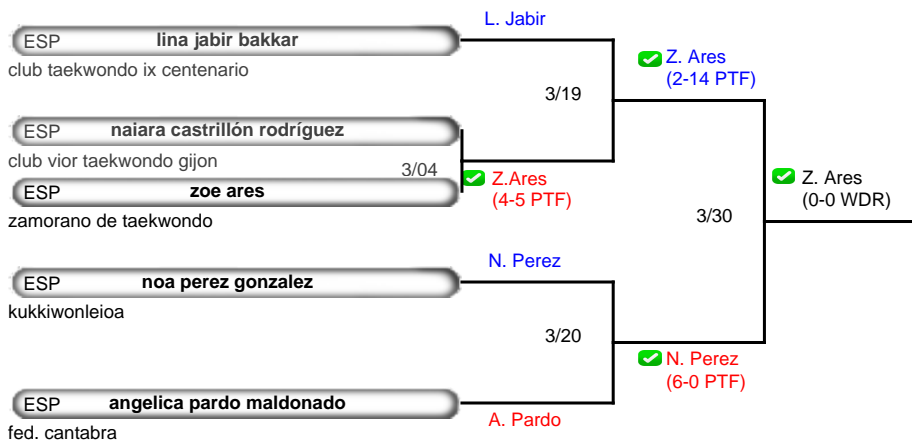 L. Jabir
ESP lina jabir bakkar
club taekwondo ix centenario
Z. Ares
(2-14 PTF)
3/19
ESP naiara castrillón rodríguez
club vior taekwondo gijon
3/04
Z.Ares
(4-5 PTF)
ESP zoe ares
zamorano de taekwondo
Z. Ares
(0-0 WDR)
3/30
N. Perez
ESP noa perez gonzalez
kukkiwonleioa
3/20
N. Perez
(6-0 PTF)
ESP angelica pardo maldonado
A. Pardo
fed. cantabra